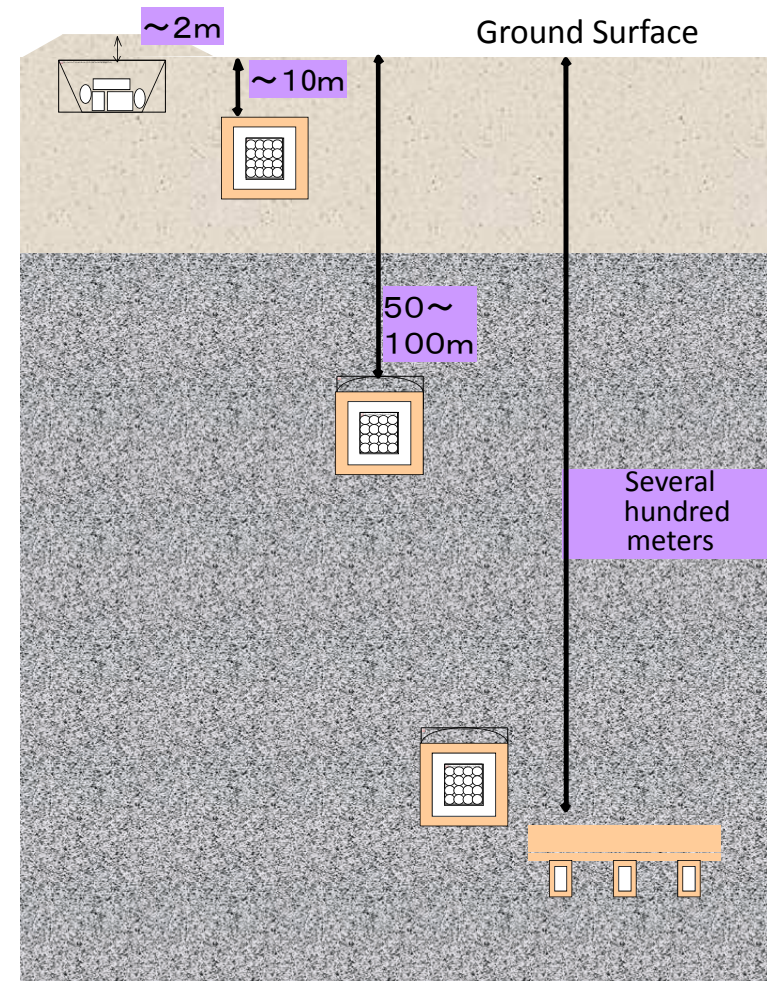 ~2m
Ground Surface
~10m
50~
100m
Several
hundred
meters